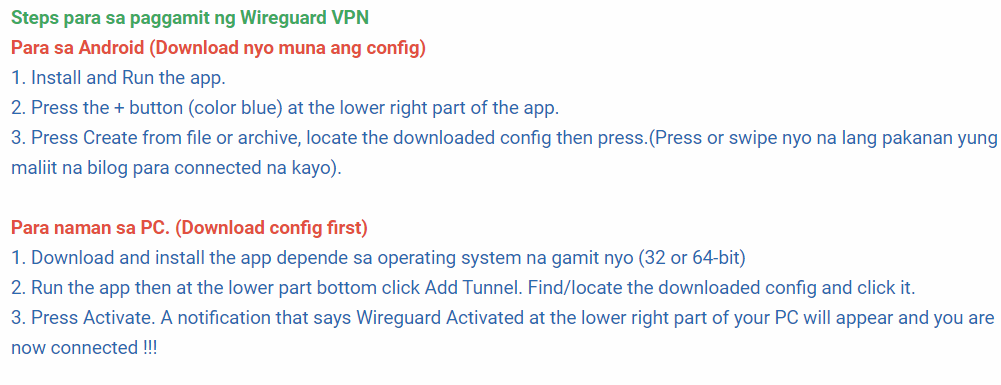 Steps para sa paggamit ng Wireguard VPN
Para sa Android (Download nyo muna ang config)
1. Install and Run the app.
2. Press the + button (color blue) at the lower right part of the app.
3. Press Create from file or archive, locate the downloaded config then press.(Press or swipe nyo na lang pakanan yung
maliit na bilog para connected na kayo).
Para naman sa PC. (Download config first)
1. Download and install the app depende sa operating system na gamit nyo (32 or 64-bit)
2. Run the app then at the lower part bottom click Add Tunnel. Find/locate the downloaded config and click it.
3. Press Activate. A notification that says Wireguard Activated at the lower right part of your PC will appear and you are
now connected !!!